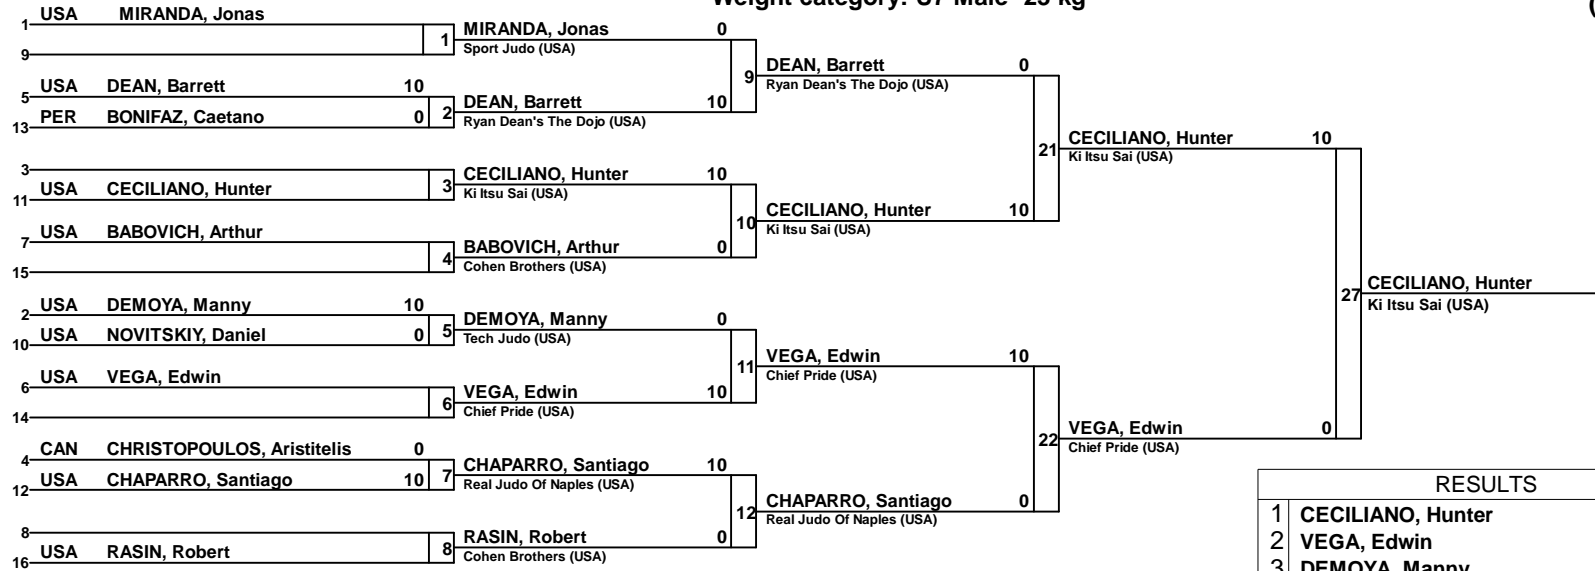 Weight category: U7 Male -23 kg
1 USA MIRANDA, Jonas
9
1 MIRANDA, Jonas 0
Sport Judo (USA)
5 USA DEAN, Barrett 10
13 PER BONIFAZ, Caetano 0
2 DEAN, Barrett 10
Ryan Dean's The Dojo (USA)
9 DEAN, Barrett 0
Ryan Dean's The Dojo (USA)
3
11 USA CECILIANO, Hunter
3 CECILIANO, Hunter 10
Ki Itsu Sai (USA)
7 USA BABOVICH, Arthur
15
4 BABOVICH, Arthur 0
Cohen Brothers (USA)
10 CECILIANO, Hunter 10
Ki Itsu Sai (USA)
21 CECILIANO, Hunter 10
Ki Itsu Sai (USA)
2 USA DEMOYA, Manny 10
10 USA NOVITSKIY, Daniel 0
5 DEMOYA, Manny 0
Tech Judo (USA)
6 USA VEGA, Edwin
14
6 VEGA, Edwin 10
Chief Pride (USA)
11 VEGA, Edwin 10
Chief Pride (USA)
4 CAN CHRISTOPOULOS, Aristitelis 0
12 USA CHAPARRO, Santiago 10
7 CHAPARRO, Santiago 10
Real Judo Of Naples (USA)
8
16 USA RASIN, Robert
8 RASIN, Robert 0
Cohen Brothers (USA)
12 CHAPARRO, Santiago 0
Real Judo Of Naples (USA)
22 VEGA, Edwin 0
Chief Pride (USA)
27 CECILIANO, Hunter
Ki Itsu Sai (USA)
RESULTS
1 CECILIANO, Hunter
2 VEGA, Edwin
3 DEMOYA, Manny